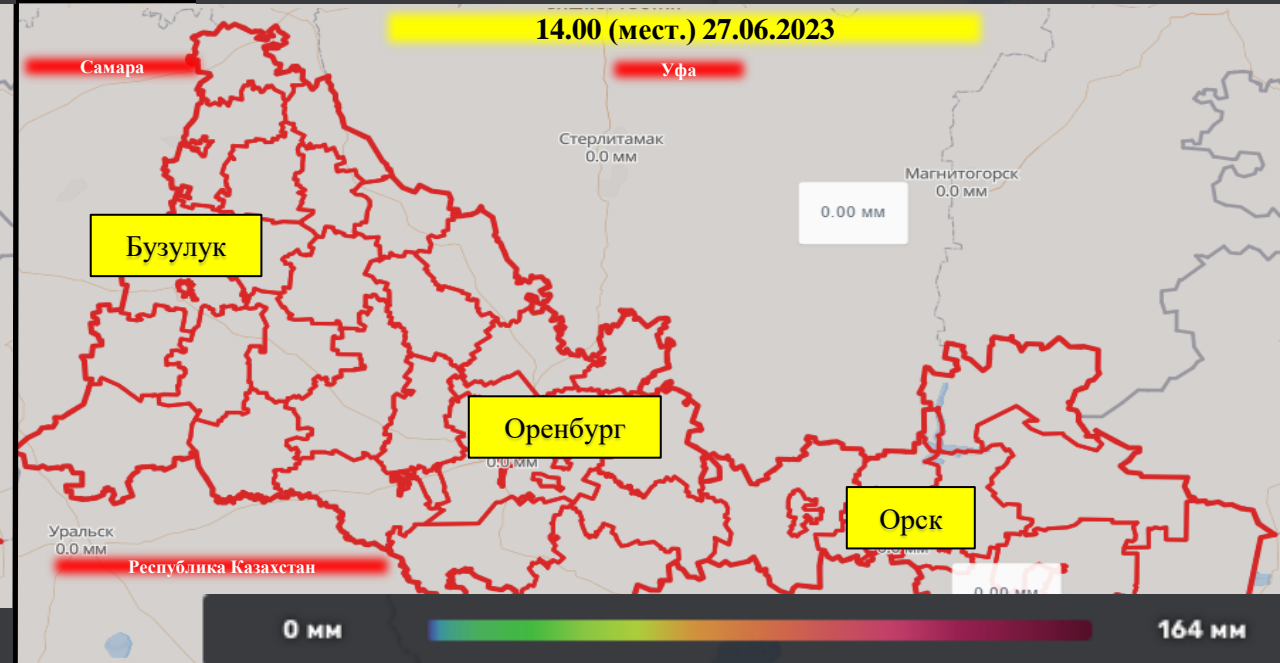 14.00 (мест.) 27.06.2023
Самара
Уфа
Стерлитамак
0.0 мм
Магнитогорск
0.0 мм
0.00 мм
Бузулук
Оренбург
0.0 мм
Орск
Уральск
0.0 мм
Республика Казахстан
0.00 мм
0 мм
164 мм